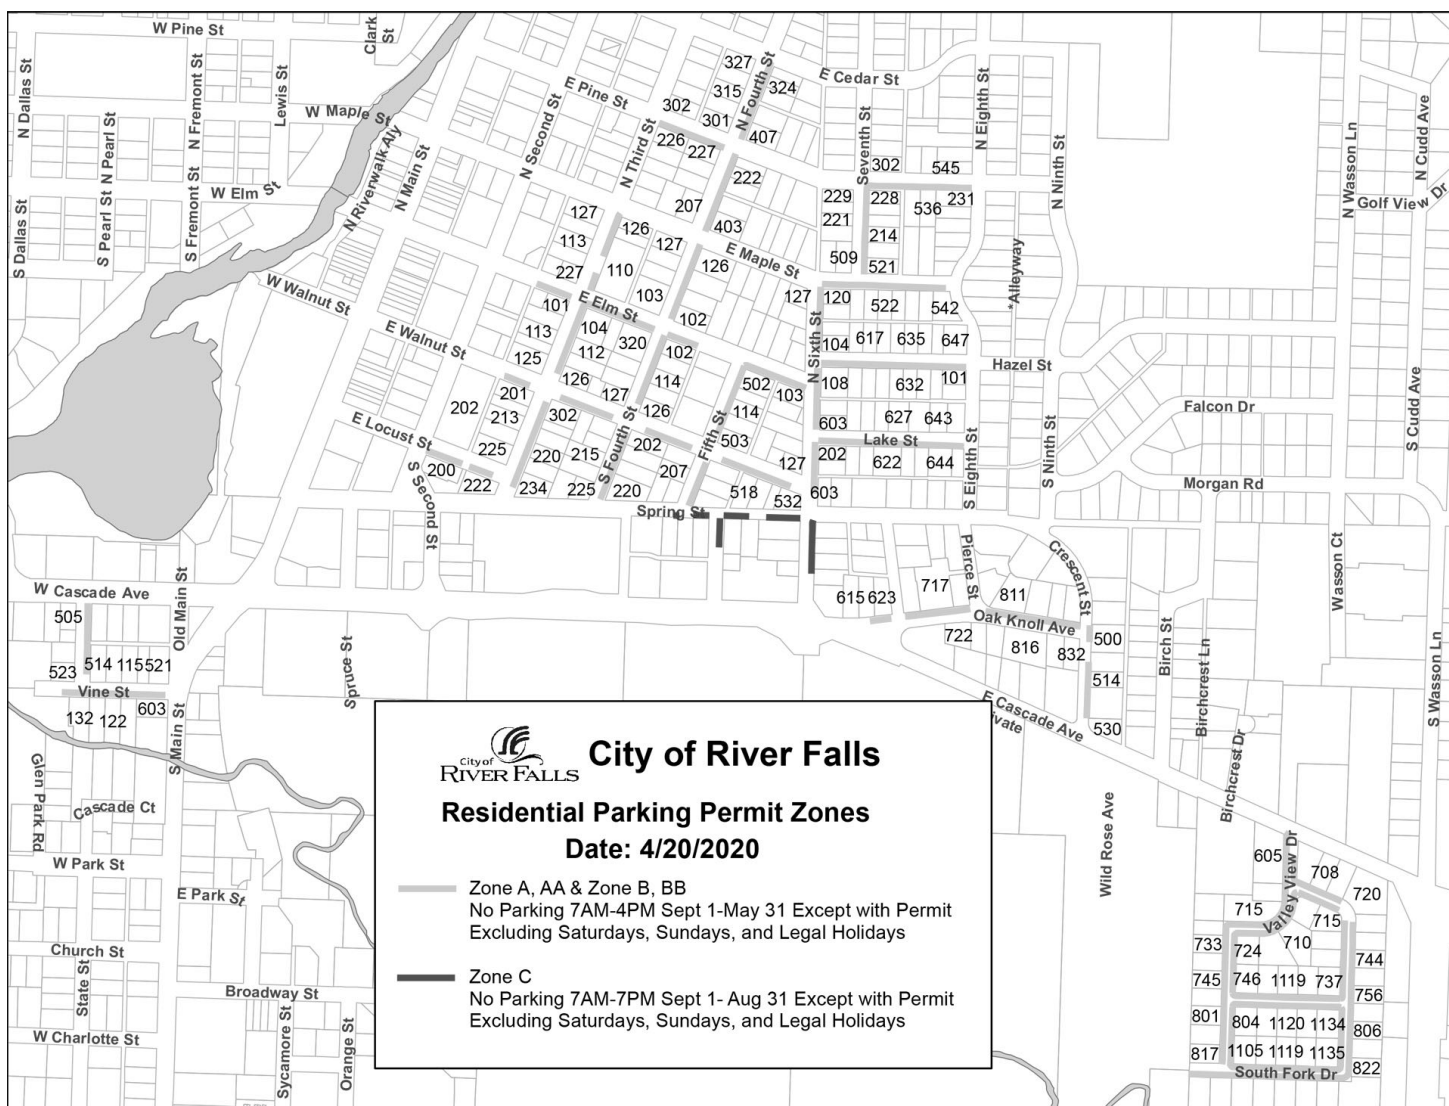 W Pine St
Clark St
N Dallas St
N Fremont St
Lewis St
W Maple St
N Pearl St
N Riverwalk Aly
N Main St
W Elm St
S Dallas St
S Pearl St
S Fremont St
N Second St
E Pine St
N Third St
N Fourth St
E Cedar St
Seventh St
N Eighth St
N Ninth St
N Wasson Ln
N Cudd Ave
Golf View Dr
327
315
324
302
301
407
226
227
222
207
403
302
545
229
228
231
221
536
214
509
521
*Alleyway
127
126
113
127
227
110
103
126
E Maple St
127
120
522
542
W Walnut St
E Walnut St
101
E Elm St
104
102
113
320
112
102
125
N Sixth St
104
617
635
647
Hazel St
126
127
114
502
103
108
632
101
Falcon Dr
201
202
213
302
126
114
603
627
643
E Locust St
S Fourth St
Fifth St
503
Lake St
225
220
215
202
207
127
202
622
644
200
222
234
225
220
518
532
603
S Second St
Spring St
S Eighth St
S Ninth St
Morgan Rd
S Cudd Ave
W Cascade Ave
Old Main St
505
514
115
521
523
Vine St
132
122
603
S Main St
Spruce St
Glen Park Rd
Cascade Ct
W Park St
E Park St
Church St
State St
Broadway St
W Charlotte St
Sycamore St
Orange St
Pierce St
Crescent St
717
811
615
623
Oak Knoll Ave
722
816
832
500
514
530
E Cascade Ave
Birch St
Birchcrest Ln
Birchcrest Dr
Wasson Ct
S Wasson Ln
Wild Rose Ave
City of
RIVER FALLS
City of River Falls
Residential Parking Permit Zones
Date: 4/20/2020
Zone A, AA & Zone B, BB
No Parking 7AM-4PM Sept 1-May 31 Except with Permit
Excluding Saturdays, Sundays, and Legal Holidays
Zone C
No Parking 7AM-7PM Sept 1- Aug 31 Except with Permit
Excluding Saturdays, Sundays, and Legal Holidays
605
Valley View Dr
708
720
715
715
733
724
710
744
745
746
1119
737
756
801
804
1120
1134
806
817
1105
1119
1135
822
South Fork Dr